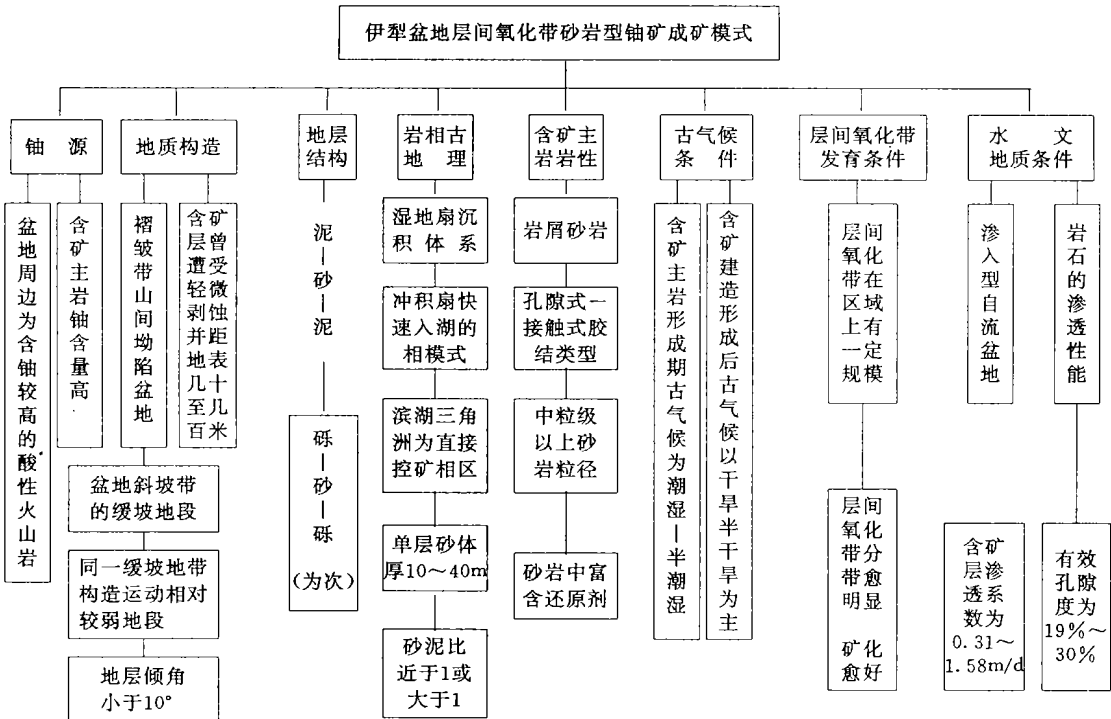 伊犁盆地层间氧化带砂岩型铀矿成矿模式
铀 源
盆地周边为含铀较高的酸性火山岩
含矿主岩铀含量高
地质构造
褶皱带山间坳陷盆地
含矿
层曾
遭受
轻微
剥蚀
并距
地表
几十
至几
百米
盆地斜坡带
的缓坡地段
同一缓坡地带
构造运动相对
较弱地段
地层倾角
小于10°
地层
结构
泥—砂—泥
砾—砂—砾
(为次)
岩相古
地理
湿地扇沉
积体系
冲积扇快
速入湖的
相模式
滨湖三角
洲为直接
控矿相区
单层砂体
厚10～40m
砂泥比
近于1或
大于1
含矿主
岩岩性
岩屑砂岩
孔隙式—
接触式胶
结类型
中粒级
以上砂
岩粒径
砂岩中富
含还原剂
古气候
条件
含矿主岩形成期古气候为潮湿—半潮湿
含矿建造形成后古气候以干旱半干旱为主
层间氧化带
发育条件
层间
氧化
带在
区域
上有
一定
规模
层间
氧化
带分
带愈
明显
矿化
愈好
水文
地质条件
渗入型自流盆地
含矿
层渗
透系
数为
0.31～
1.58m/d
岩石的渗透性能
有效
孔隙
度为
19%～
30%